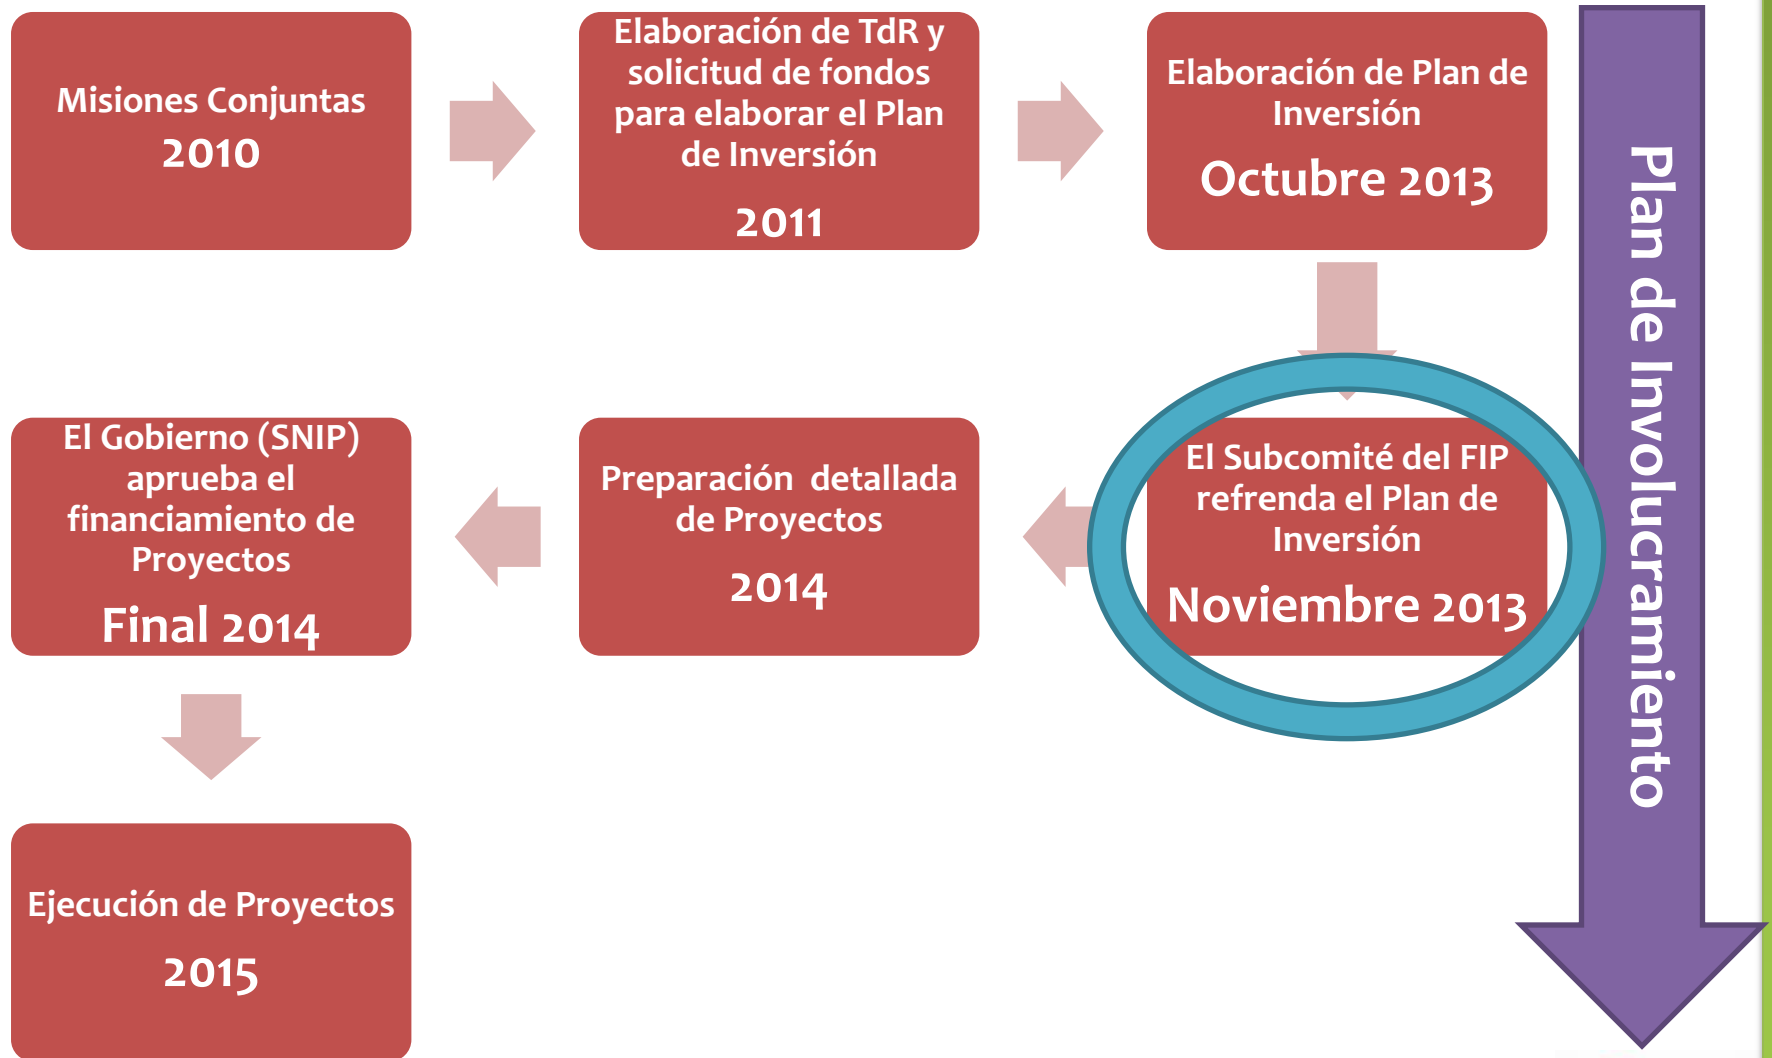 Misiones Conjuntas
2010
Elaboración de TdR y
solicitud de fondos
para elaborar el Plan
de Inversión
2011
Elaboración de Plan de
Inversión
Octubre 2013
El Subcomité del FIP
refrenda el Plan de
Inversión
Noviembre 2013
Preparación detallada
de Proyectos
2014
El Gobierno (SNIP)
aprueba el
financiamiento de
Proyectos
Final 2014
Ejecución de Proyectos
2015
Plan de Involucramiento